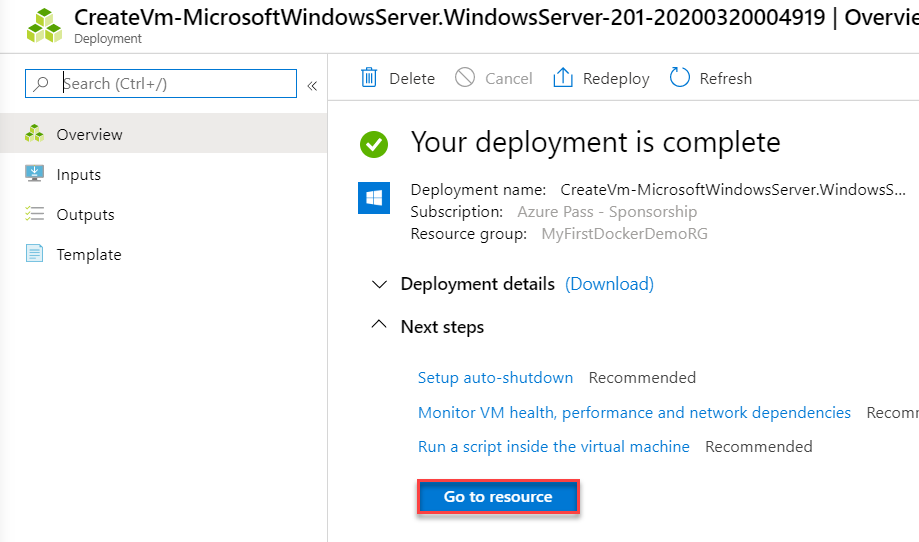 CreateVm-MicrosoftWindowsServer.WindowsServer-201-20200320004919 | Overvie
Deployment
Search (Ctrl+/)
«
Overview
Inputs
Outputs
Template
Delete Cancel Redeploy Refresh
Your deployment is complete
Deployment name: CreateVm-MicrosoftWindowsServer.WindowsS...
Subscription: Azure Pass - Sponsorship
Resource group: MyFirstDockerDemoRG
Deployment details (Download)
Next steps
Setup auto-shutdown Recommended
Monitor VM health, performance and network dependencies Recomm
Run a script inside the virtual machine Recommended
Go to resource